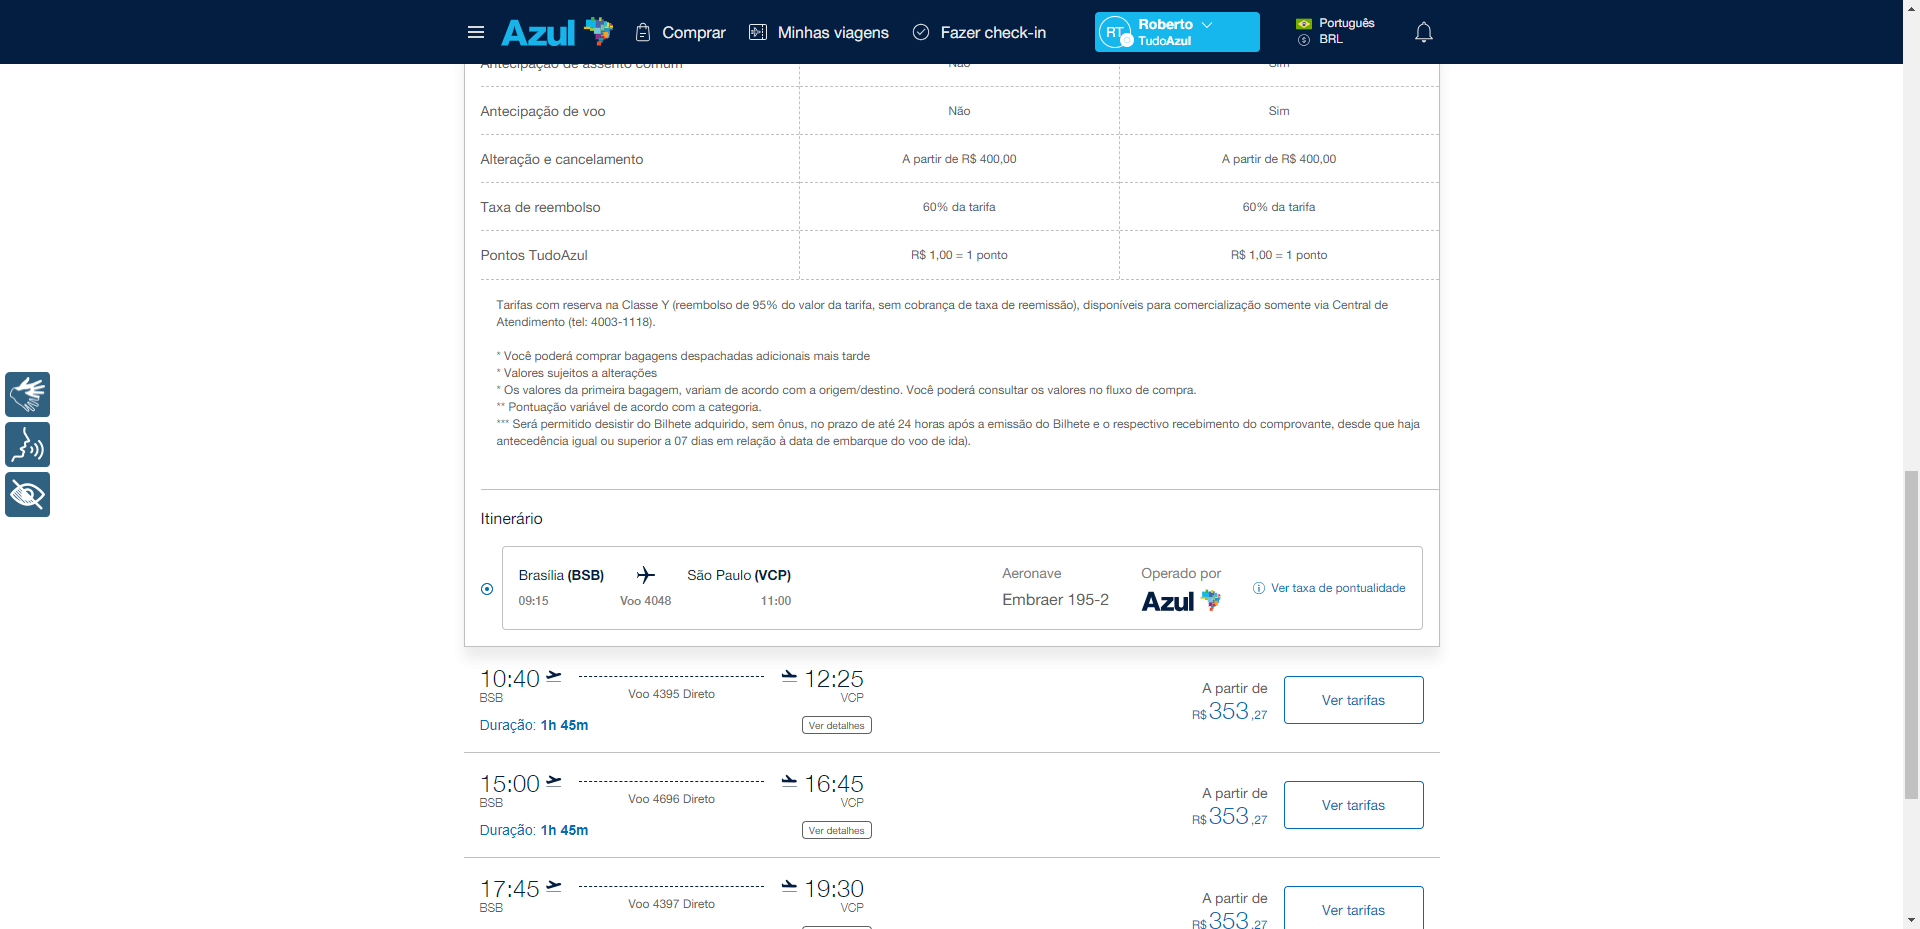 Azul
Comprar
Minhas viagens
Fazer check-in
RT
Roberto
TudoAzul
Português
BRL
Antecipação de assento comum Não Sim
Antecipação de voo Não Sim
Alteração e cancelamento A partir de R$ 400,00 A partir de R$ 400,00
Taxa de reembolso 60% da tarifa 60% da tarifa
Pontos TudoAzul R$ 1,00 = 1 ponto R$ 1,00 = 1 ponto
Tarifas com reserva na Classe Y (reembolso de 95% do valor da tarifa, sem cobrança de taxa de reemissão), disponíveis para comercialização somente via Central de
Atendimento (tel: 4003-1118).
* Você poderá comprar bagagens despachadas adicionais mais tarde
* Valores sujeitos a alterações
* Os valores da primeira bagagem, variam de acordo com a origem/destino. Você poderá consultar os valores no fluxo de compra.
** Pontuação variável de acordo com a categoria.
*** Será permitido desistir do Bilhete adquirido, sem ônus, no prazo de até 24 horas após a emissão do Bilhete e o respectivo recebimento do comprovante, desde que haja
antecedência igual ou superior a 07 dias em relação à data de embarque do voo de ida).
Itinerário
Brasília (BSB) São Paulo (VCP) Aeronave Operado por
09:15 Voo 4048 11:00 Embraer 195-2 Azul Ver taxa de pontualidade
10:40 12:25 A partir de
BSB Voo 4395 Direto VCP R$ 353,27 Ver tarifas
Duração: 1h 45m Ver detalhes
15:00 16:45 A partir de
BSB Voo 4696 Direto VCP R$ 353,27 Ver tarifas
Duração: 1h 45m Ver detalhes
17:45 19:30 A partir de
BSB Voo 4397 Direto VCP R$ 353,27 Ver tarifas